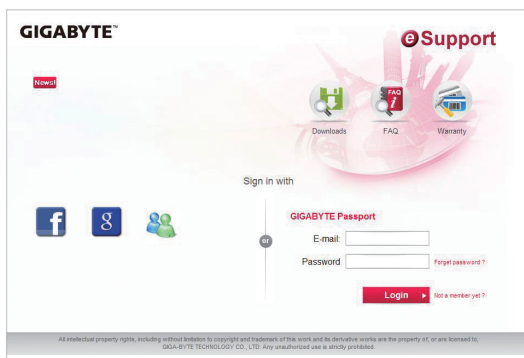 GIGABYTE™
eSupport
News!
FAQ
Downloads
FAQ
Warranty
Sign in with
f
g
or
GIGABYTE Passport
E-mail:
Password
Forget password ?
Login
Not a member yet ?
All intellectual property rights, including without limitation to copyright and trademark of this work and its derivative works are the property of, or are licensed to,
GIGA-BYTE TECHNOLOGY CO., LTD. Any unauthorized use is strictly prohibited.